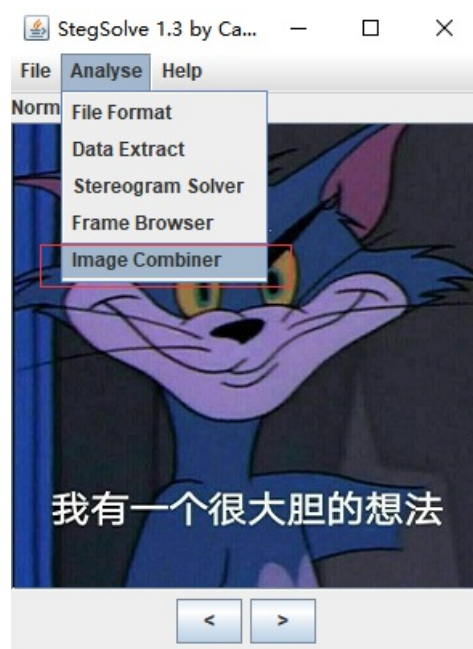 StegSolve 1.3 by Ca...
File Analyse Help
Norm
File Format
Data Extract
Stereogram Solver
Frame Browser
Image Combiner
我有一个很大胆的想法
< >